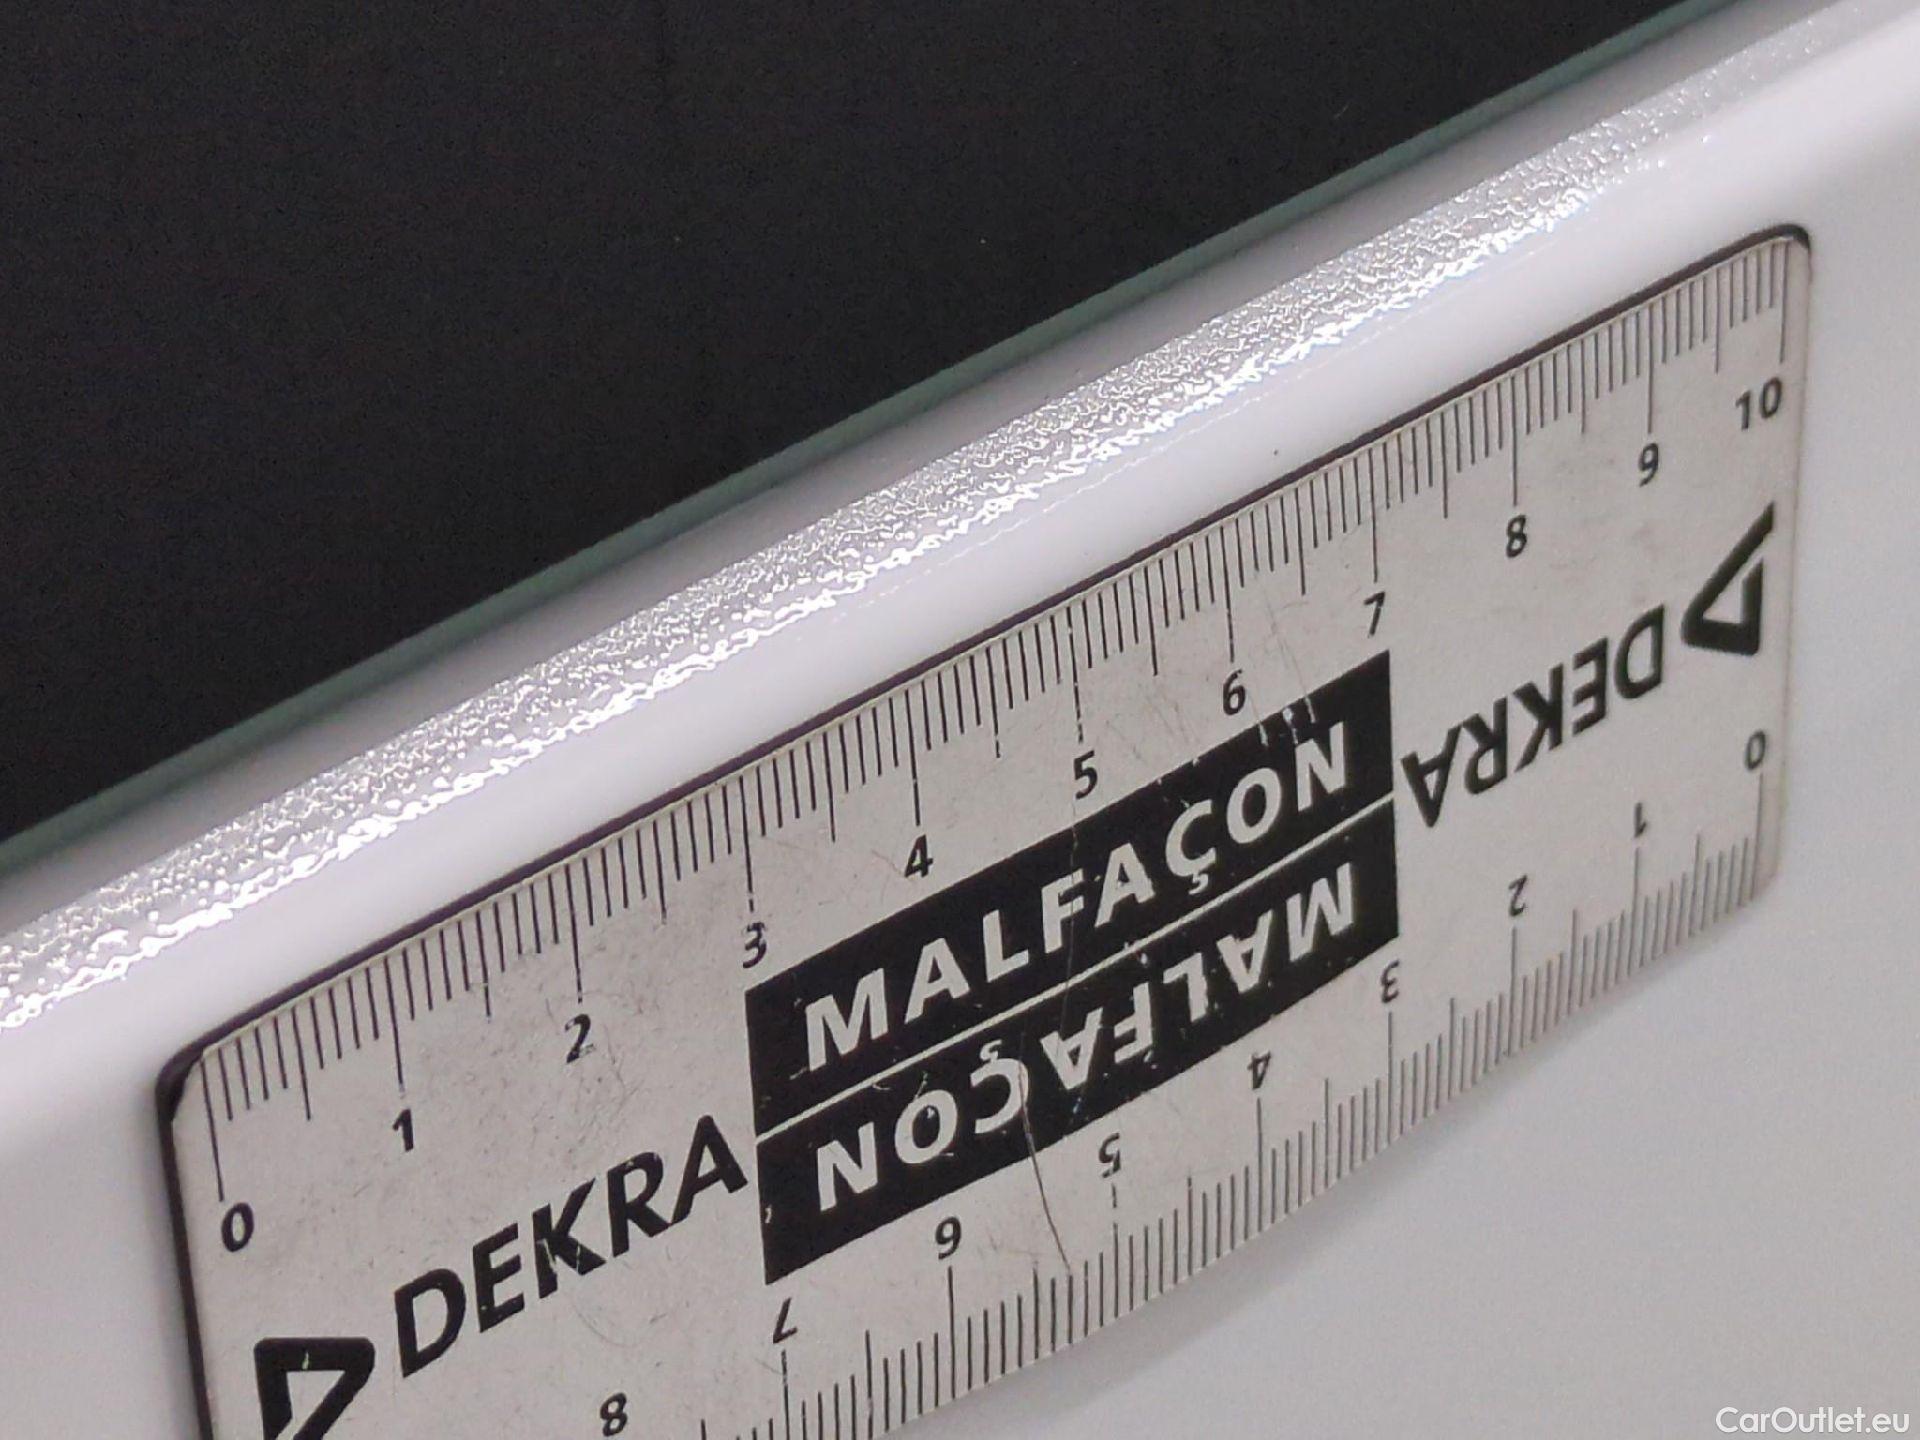 0 1 2 3 4 5 6 7 8 9 10
DEKRA MALFAÇON
MALFAÇON DEKRA
8 7 6 5 4 3 2 1 0
CarOutlet.eu